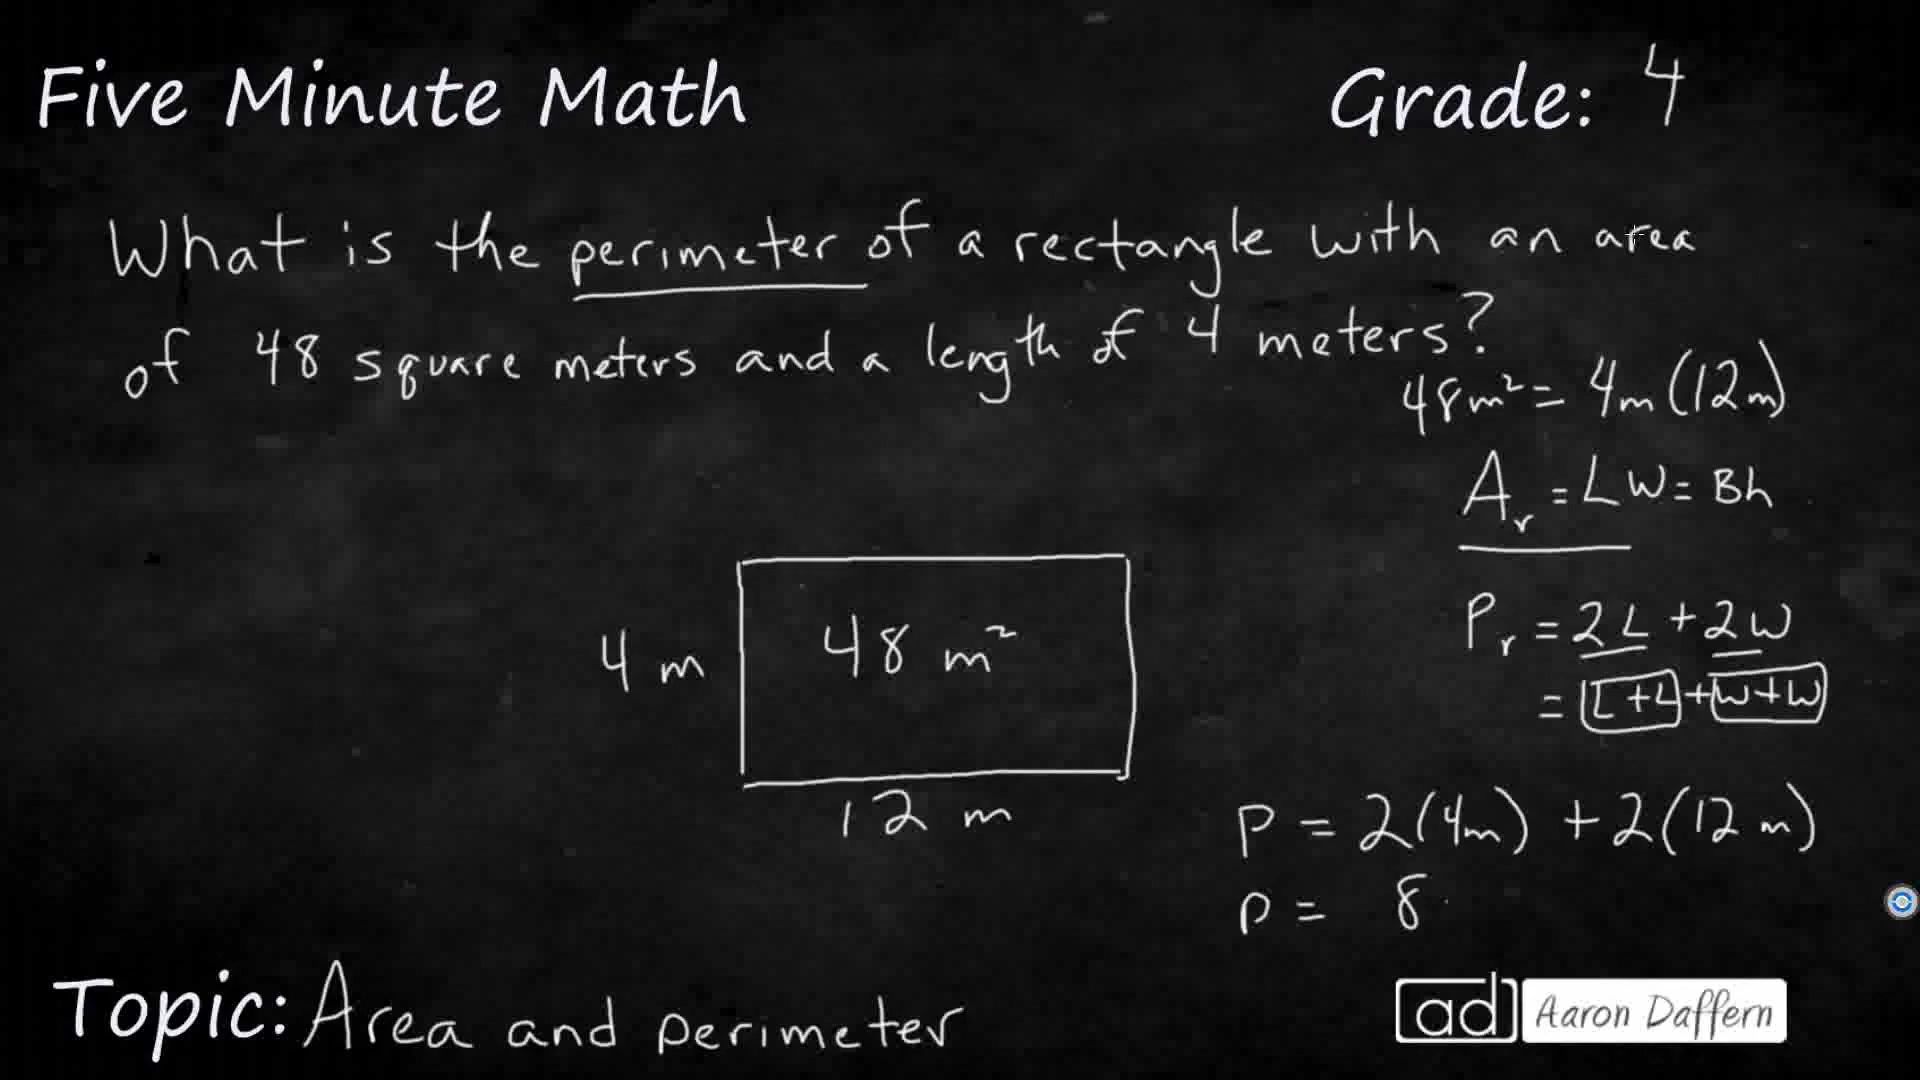 Five Minute Math
Grade: 4
What is the perimeter of a rectangle with an area
of 48 square meters and a length of 4 meters?
48m² = 4m(12m)
Aᵣ = LW = Bh
Pᵣ = 2L + 2W
= L+L + W+W
4 m
48 m²
12 m
P = 2(4m) + 2(12 m)
P = 8
Topic: Area and perimeter
ad Aaron Daffern